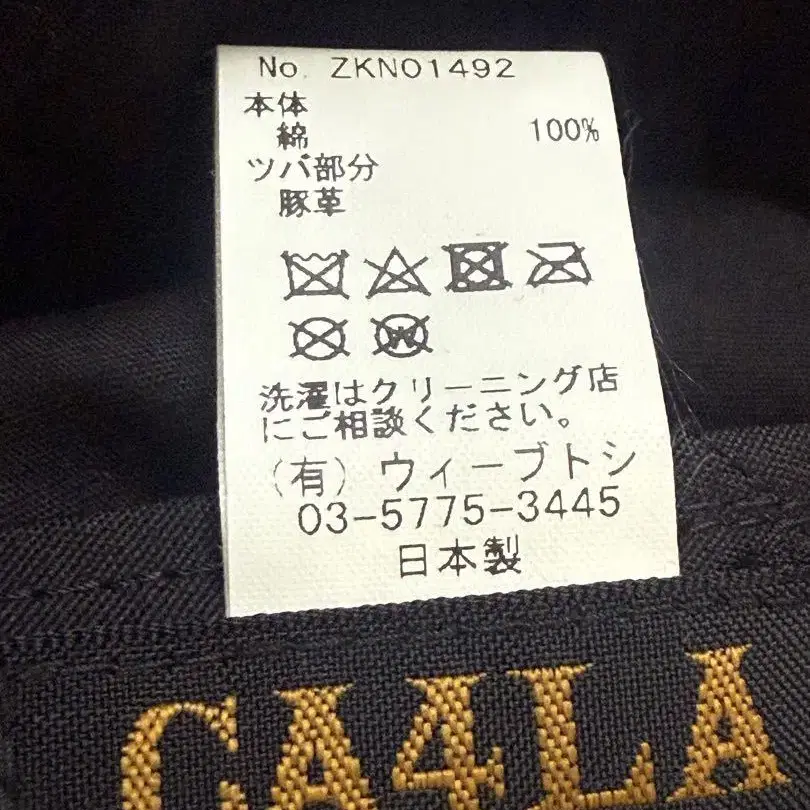 No. ZKN01492
本体
綿 100%
ツバ部分
豚革
洗濯はクリーニング店
にご相談ください。
(有) ウィーブトシ
03-5775-3445
日本製
CA4LA